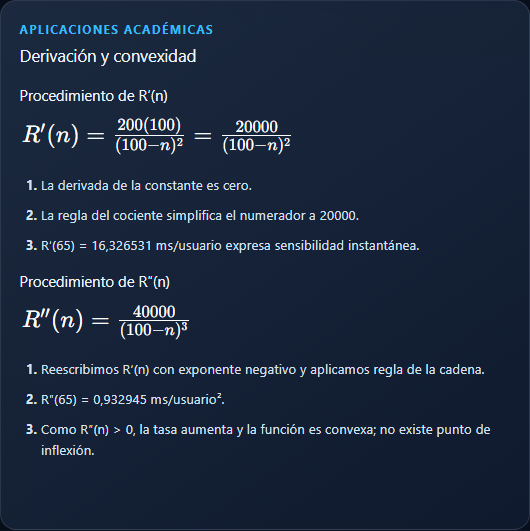 APLICACIONES ACADÉMICAS
Derivación y convexidad
Procedimiento de R′(n)
R′(n) = 200(100)/(100−n)² = 20000/(100−n)²
1. La derivada de la constante es cero.
2. La regla del cociente simplifica el numerador a 20000.
3. R′(65) = 16,326531 ms/usuario expresa sensibilidad instantánea.
Procedimiento de R″(n)
R″(n) = 40000/(100−n)³
1. Reescribimos R′(n) con exponente negativo y aplicamos regla de la cadena.
2. R″(65) = 0,932945 ms/usuario².
3. Como R″(n) > 0, la tasa aumenta y la función es convexa; no existe punto de
inflexión.